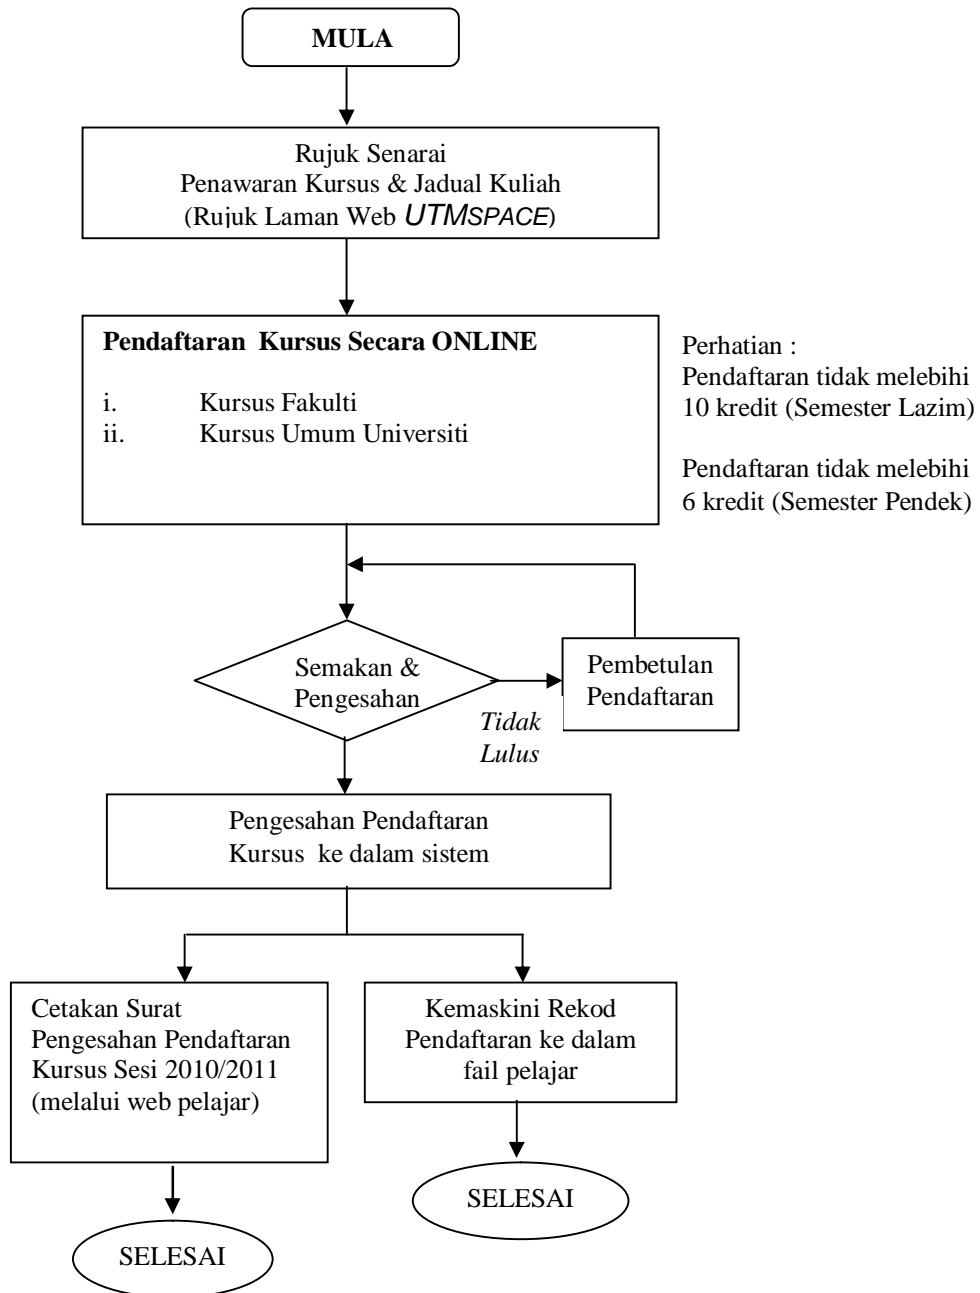 MULA
Rujuk Senarai
Penawaran Kursus & Jadual Kuliah
(Rujuk Laman Web UTMSPACE)
Pendaftaran Kursus Secara ONLINE
i. Kursus Fakulti
ii. Kursus Umum Universiti
Perhatian :
Pendaftaran tidak melebihi
10 kredit (Semester Lazim)
Pendaftaran tidak melebihi
6 kredit (Semester Pendek)
Semakan &
Pengesahan
Tidak
Lulus
Pembetulan
Pendaftaran
Pengesahan Pendaftaran
Kursus ke dalam sistem
Cetakan Surat
Pengesahan Pendaftaran
Kursus Sesi 2010/2011
(melalui web pelajar)
Kemaskini Rekod
Pendaftaran ke dalam
fail pelajar
SELESAI
SELESAI